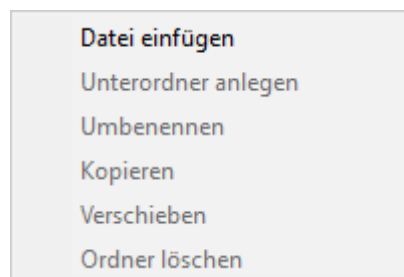 Datei einfügen
Unterordner anlegen
Umbenennen
Kopieren
Verschieben
Ordner löschen